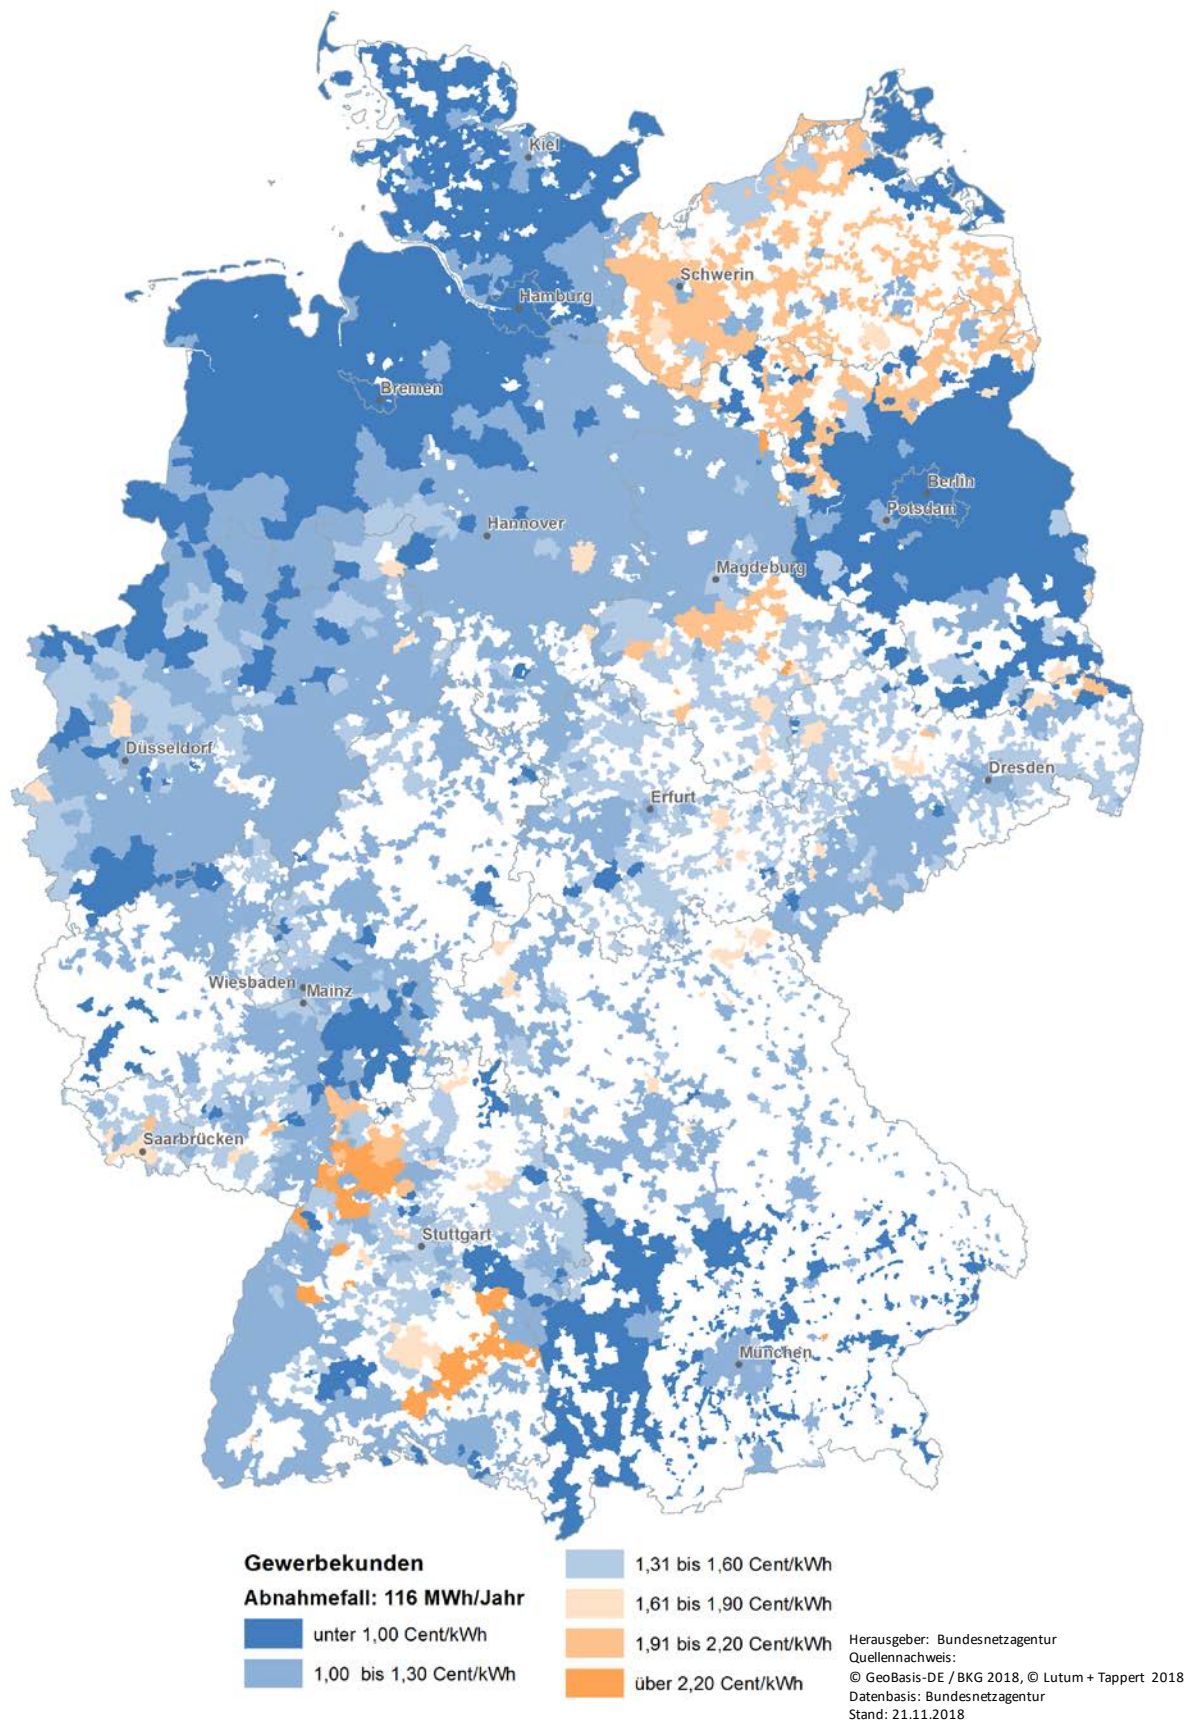 Kiel
Schwerin
Hamburg
Bremen
Berlin
Potsdam
Hannover
Magdeburg
Düsseldorf
Dresden
Erfurt
Wiesbaden
Mainz
Saarbrücken
Stuttgart
München
Gewerbekunden
Abnahmefall: 116 MWh/Jahr
unter 1,00 Cent/kWh
1,00 bis 1,30 Cent/kWh
1,31 bis 1,60 Cent/kWh
1,61 bis 1,90 Cent/kWh
1,91 bis 2,20 Cent/kWh
über 2,20 Cent/kWh
Herausgeber: Bundesnetzagentur
Quellennachweis:
© GeoBasis-DE / BKG 2018, © Lutum + Tappert 2018
Datenbasis: Bundesnetzagentur
Stand: 21.11.2018